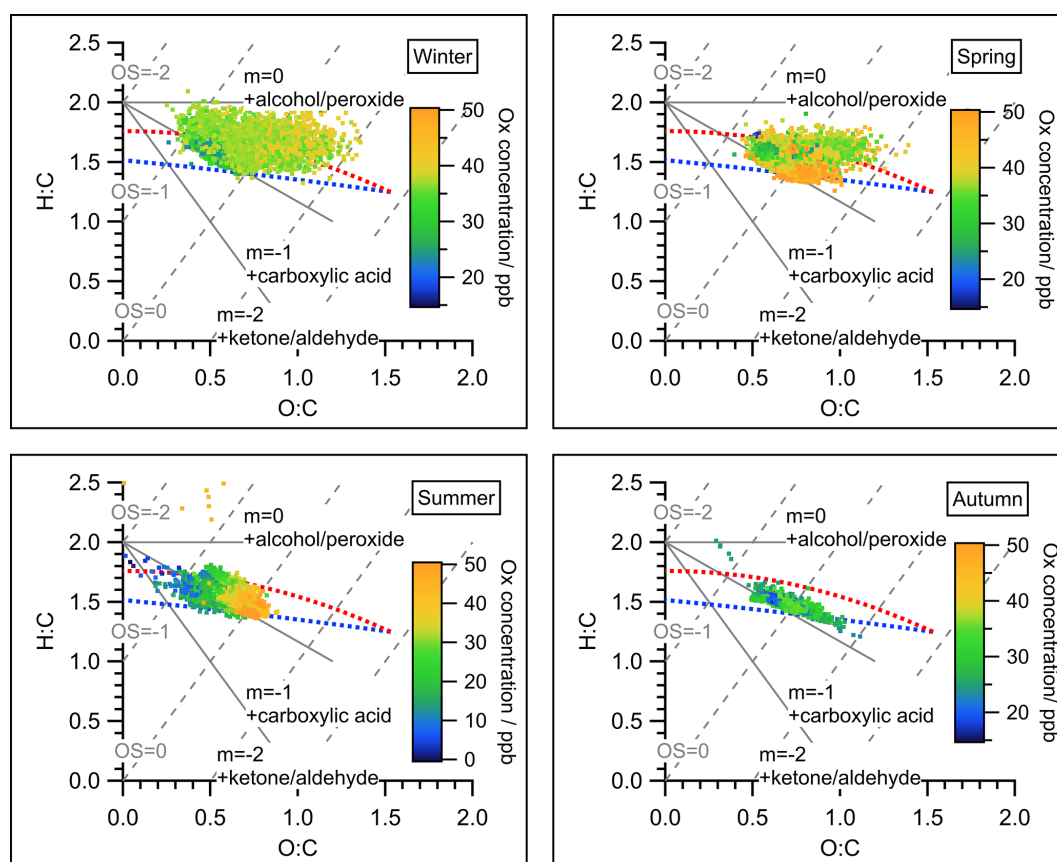 Winter
2.5
2.0
1.5
1.0
0.5
0.0
H:C
OS=-2
OS=-1
OS=0
m=0
+alcohol/peroxide
m=-1
+carboxylic acid
m=-2
+ketone/aldehyde
50
40
30
20
Ox concentration/ ppb
0.0 0.5 1.0 1.5 2.0
O:C
Spring
2.5
2.0
1.5
1.0
0.5
0.0
H:C
OS=-2
OS=-1
OS=0
m=0
+alcohol/peroxide
m=-1
+carboxylic acid
m=-2
+ketone/aldehyde
50
40
30
20
Ox concentration/ ppb
0.0 0.5 1.0 1.5 2.0
O:C
Summer
2.5
2.0
1.5
1.0
0.5
0.0
H:C
OS=-2
OS=-1
OS=0
m=0
+alcohol/peroxide
m=-1
+carboxylic acid
m=-2
+ketone/aldehyde
50
40
30
20
10
0
Ox concentration / ppb
0.0 0.5 1.0 1.5 2.0
O:C
Autumn
2.5
2.0
1.5
1.0
0.5
0.0
H:C
OS=-2
OS=-1
OS=0
m=0
+alcohol/peroxide
m=-1
+carboxylic acid
m=-2
+ketone/aldehyde
50
40
30
20
Ox concentration/ ppb
0.0 0.5 1.0 1.5 2.0
O:C